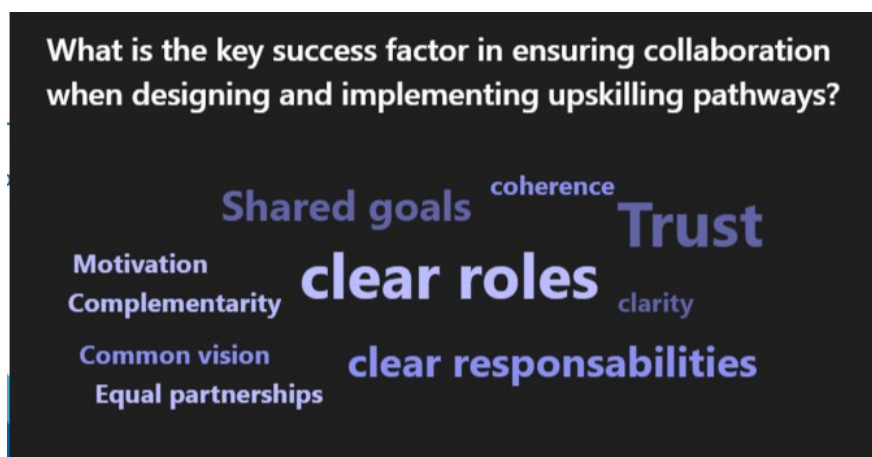 What is the key success factor in ensuring collaboration
when designing and implementing upskilling pathways?
coherence
Shared goals
Trust
Motivation
clear roles
Complementarity
clarity
Common vision
clear responsabilities
Equal partnerships